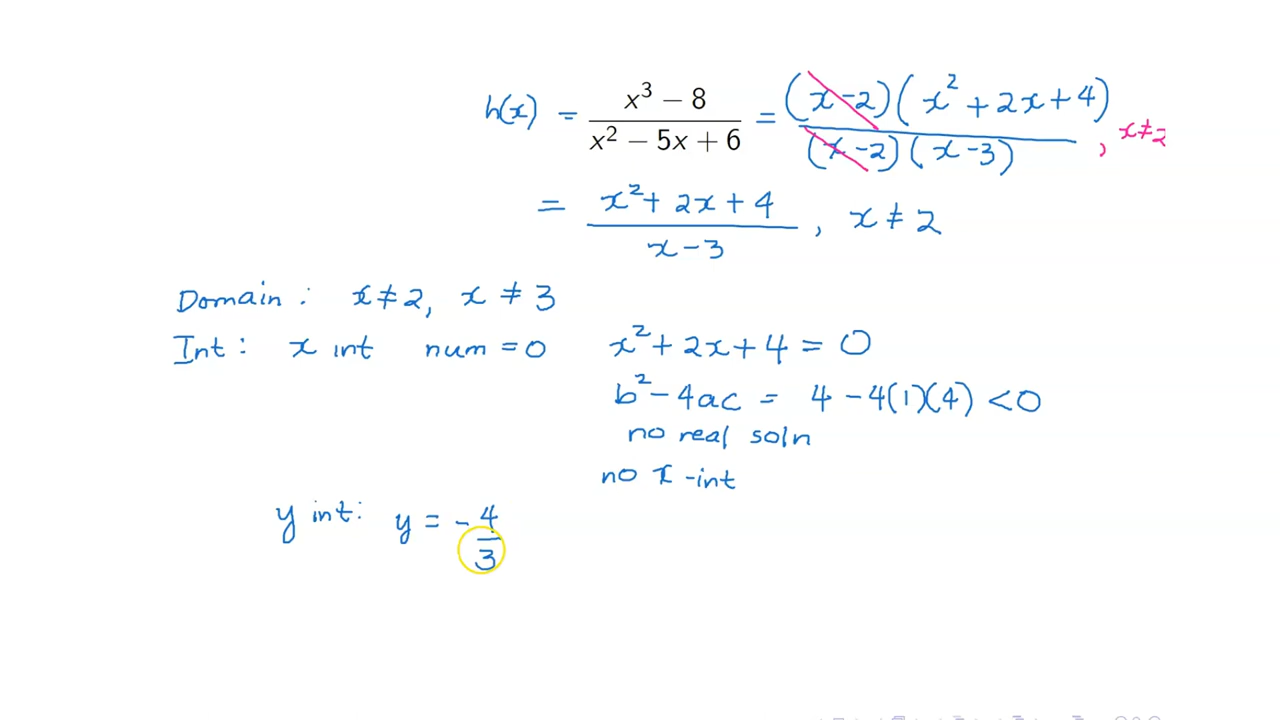 h(x) = x³ − 8 / x² − 5x + 6 = (x−2)(x² + 2x + 4) / (x−2)(x−3) , x≠2
= x² + 2x + 4 / x−3 , x ≠ 2
Domain : x≠2, x ≠ 3
Int : x int num = 0 x² + 2x + 4 = 0
b² − 4ac = 4 − 4(1)(4) < 0
no real soln
no x-int
y int: y = −4/3